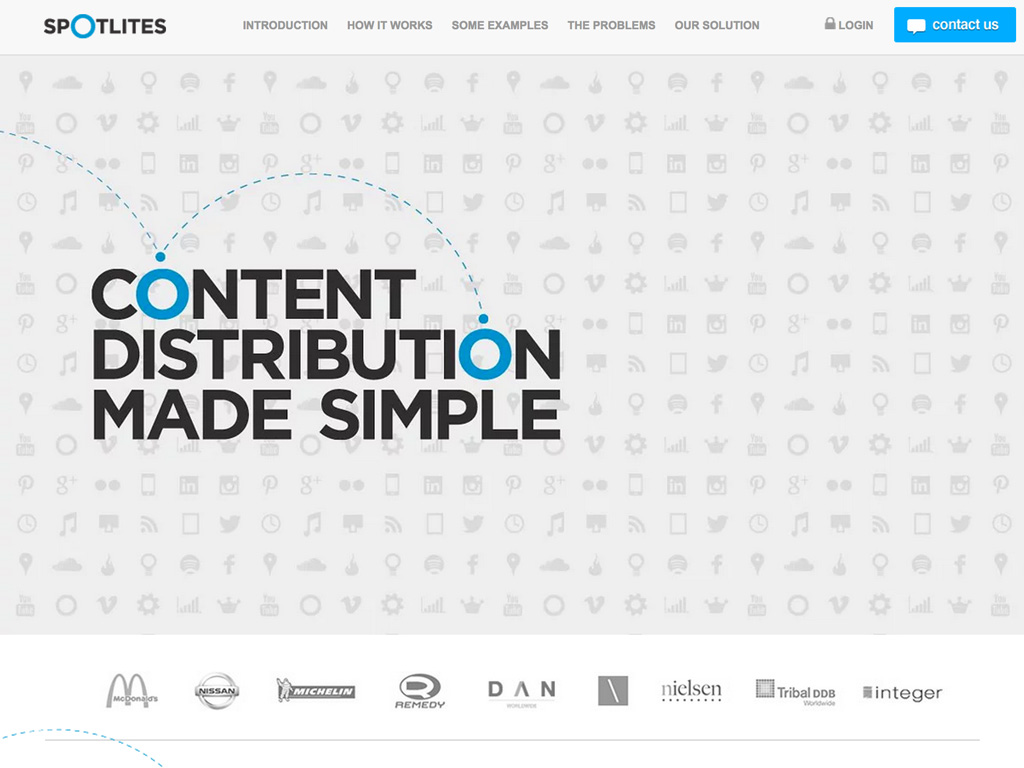 SPOTLITES
INTRODUCTION HOW IT WORKS SOME EXAMPLES THE PROBLEMS OUR SOLUTION LOGIN contact us
CONTENT
DISTRIBUTION
MADE SIMPLE
McDonald's NISSAN MICHELIN REMEDY DAN WORLDWIDE nielsen Tribal DDB Worldwide integer